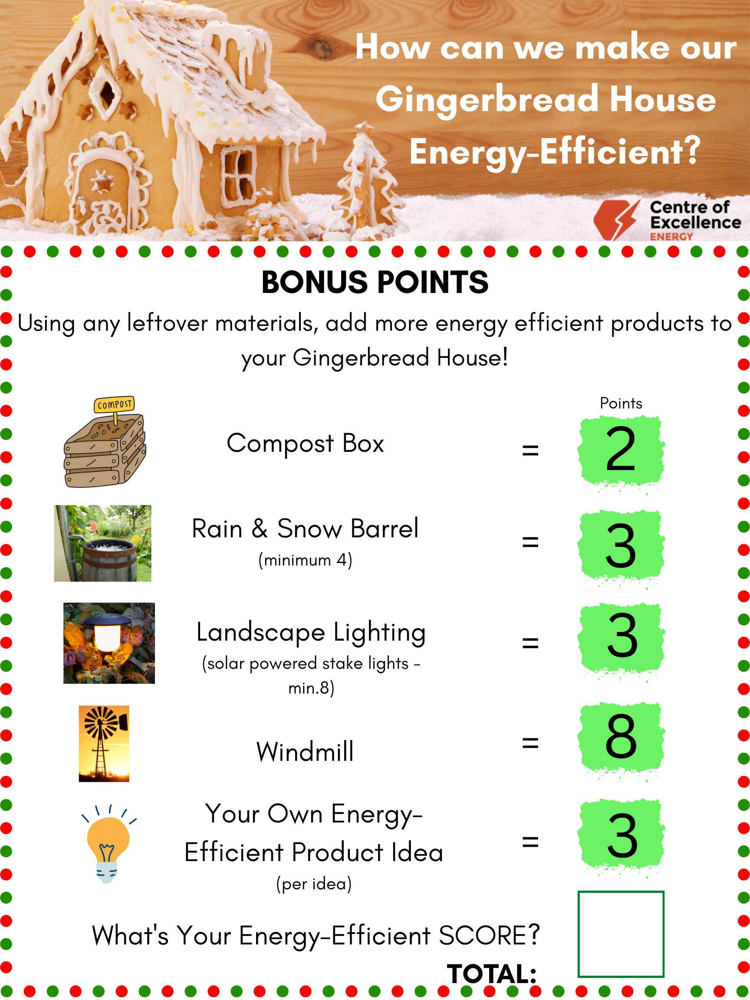 How can we make our
Gingerbread House
Energy-Efficient?
Centre of
Excellence
ENERGY
BONUS POINTS
Using any leftover materials, add more energy efficient products to
your Gingerbread House!
Points
COMPOST
Compost Box = 2
Rain & Snow Barrel = 3
(minimum 4)
Landscape Lighting = 3
(solar powered stake lights -
min.8)
Windmill = 8
Your Own Energy-
Efficient Product Idea = 3
(per idea)
What's Your Energy-Efficient SCORE?
TOTAL: